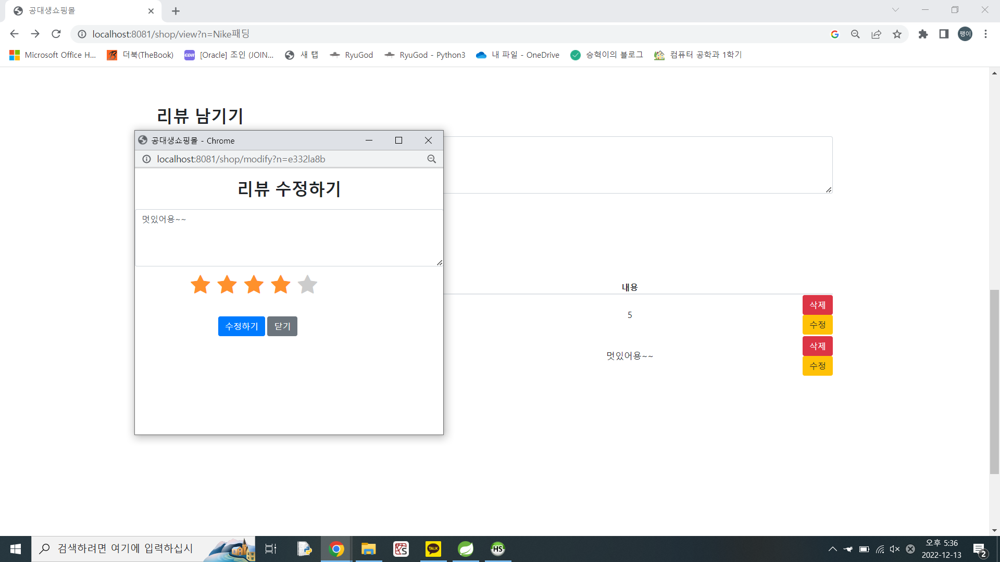 공대생쇼핑몰
localhost:8081/shop/view?n=Nike패딩
팽이
Microsoft Office H...
더북(TheBook)
GDH
[Oracle] 조인 (JOIN...
새 탭
RyuGod
RyuGod - Python3
내 파일 - OneDrive
승혁이의 블로그
컴퓨터 공학과 1학기
리뷰 남기기
공대생쇼핑몰 - Chrome
localhost:8081/shop/modify?n=e332la8b
리뷰 수정하기
멋있어용~~
수정하기
닫기
내용
5
삭제
수정
멋있어용~~
삭제
수정
검색하려면 여기에 입력하십시
TALK
HS
오후 5:36
2022-12-13
2